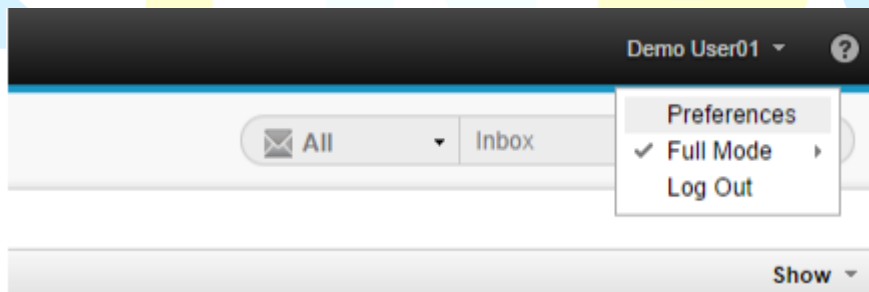 Demo User01
?
All Inbox
Preferences
Full Mode
Log Out
Show